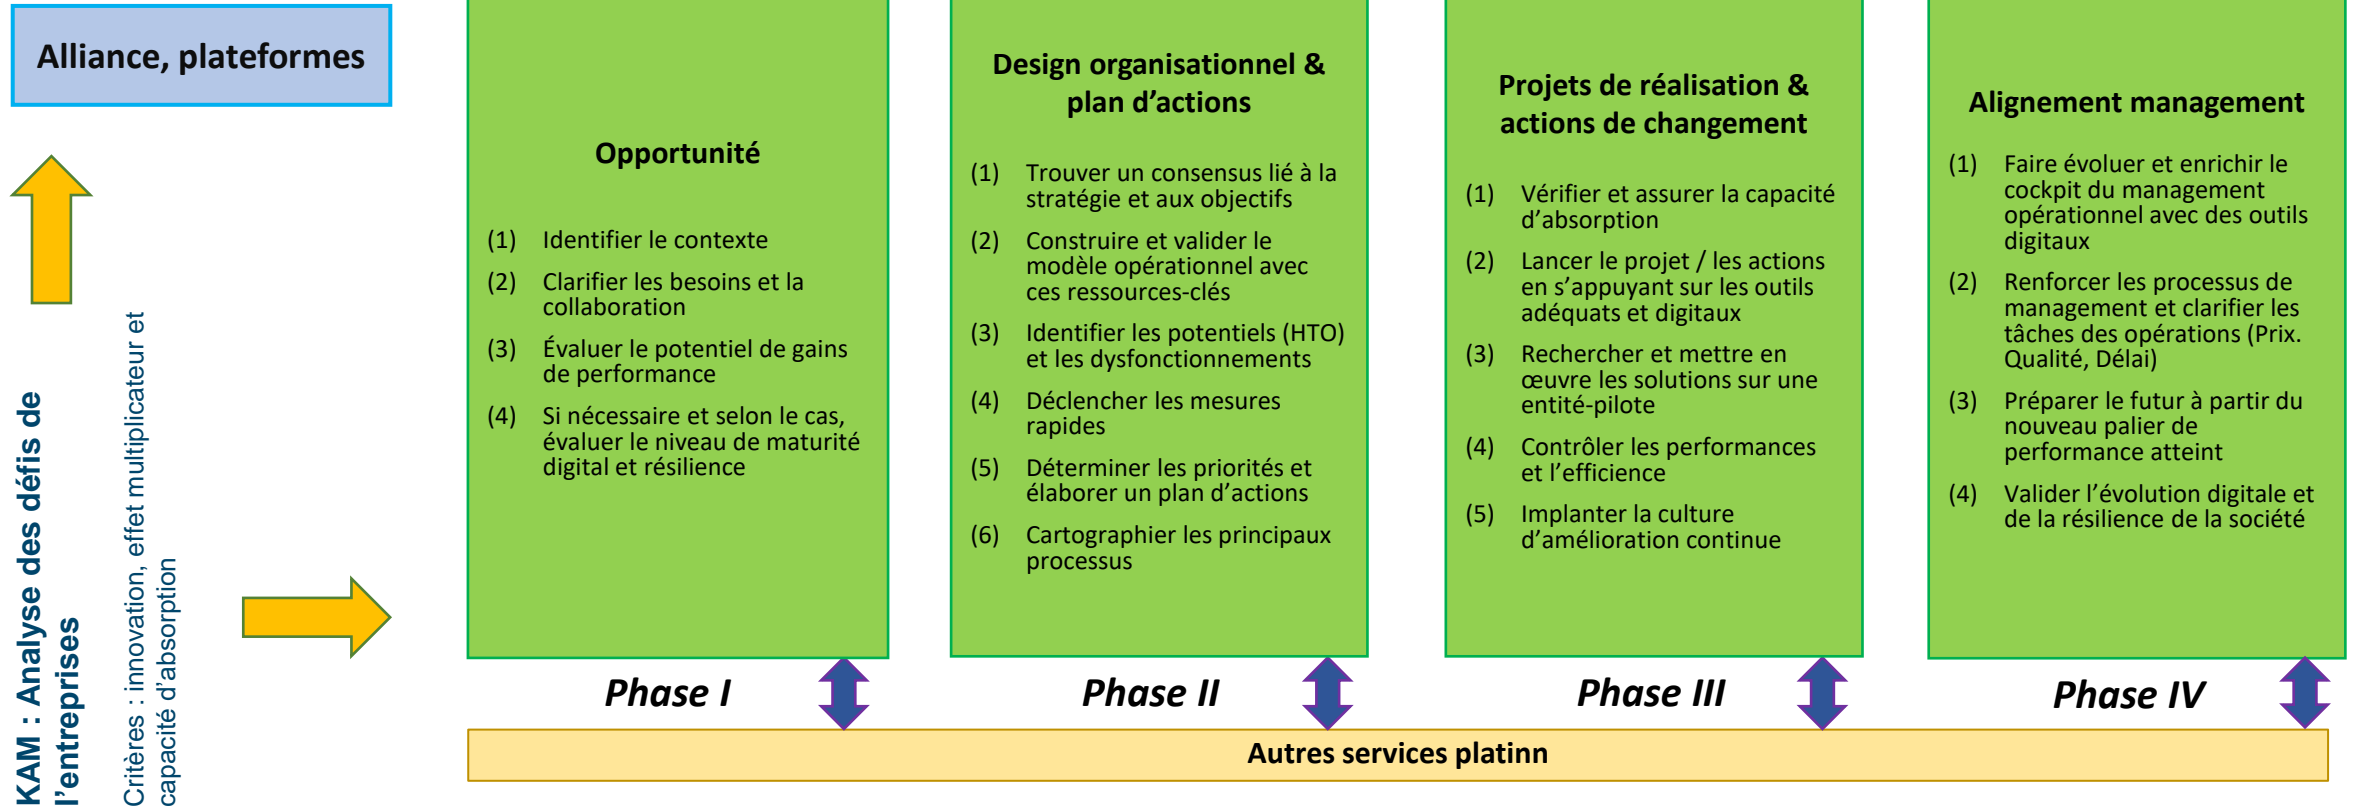 Alliance, plateformes
KAM : Analyse des défis de
l'entreprises
Critères : innovation, effet multiplicateur et
capacité d'absorption
Opportunité
(1) Identifier le contexte
(2) Clarifier les besoins et la
collaboration
(3) Évaluer le potentiel de gains
de performance
(4) Si nécessaire et selon le cas,
évaluer le niveau de maturité
digital et résilience
Phase I
Design organisationnel &
plan d’actions
(1) Trouver un consensus lié à la
stratégie et aux objectifs
(2) Construire et valider le
modèle opérationnel avec
ces ressources-clés
(3) Identifier les potentiels (HTO)
et les dysfonctionnements
(4) Déclencher les mesures
rapides
(5) Déterminer les priorités et
élaborer un plan d’actions
(6) Cartographier les principaux
processus
Phase II
Projets de réalisation &
actions de changement
(1) Vérifier et assurer la capacité
d’absorption
(2) Lancer le projet / les actions
en s’appuyant sur les outils
adéquats et digitaux
(3) Rechercher et mettre en
œuvre les solutions sur une
entité-pilote
(4) Contrôler les performances
et l’efficience
(5) Implanter la culture
d’amélioration continue
Phase III
Alignement management
(1) Faire évoluer et enrichir le
cockpit du management
opérationnel avec des outils
digitaux
(2) Renforcer les processus de
management et clarifier les
tâches des opérations (Prix.
Qualité, Délai)
(3) Préparer le futur à partir du
nouveau palier de
performance atteint
(4) Valider l’évolution digitale et
de la résilience de la société
Phase IV
Autres services platinn